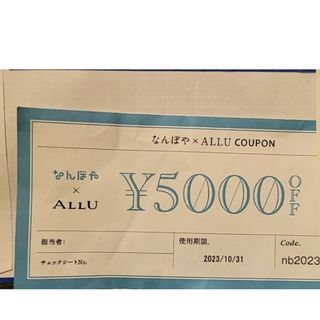 なんぼや×ALLU COUPON
なんぼや
×
ALLU
¥5000 OFF
担当者:
チェックシートNo.
使用期限.
2023/10/31
Code.
nb2023